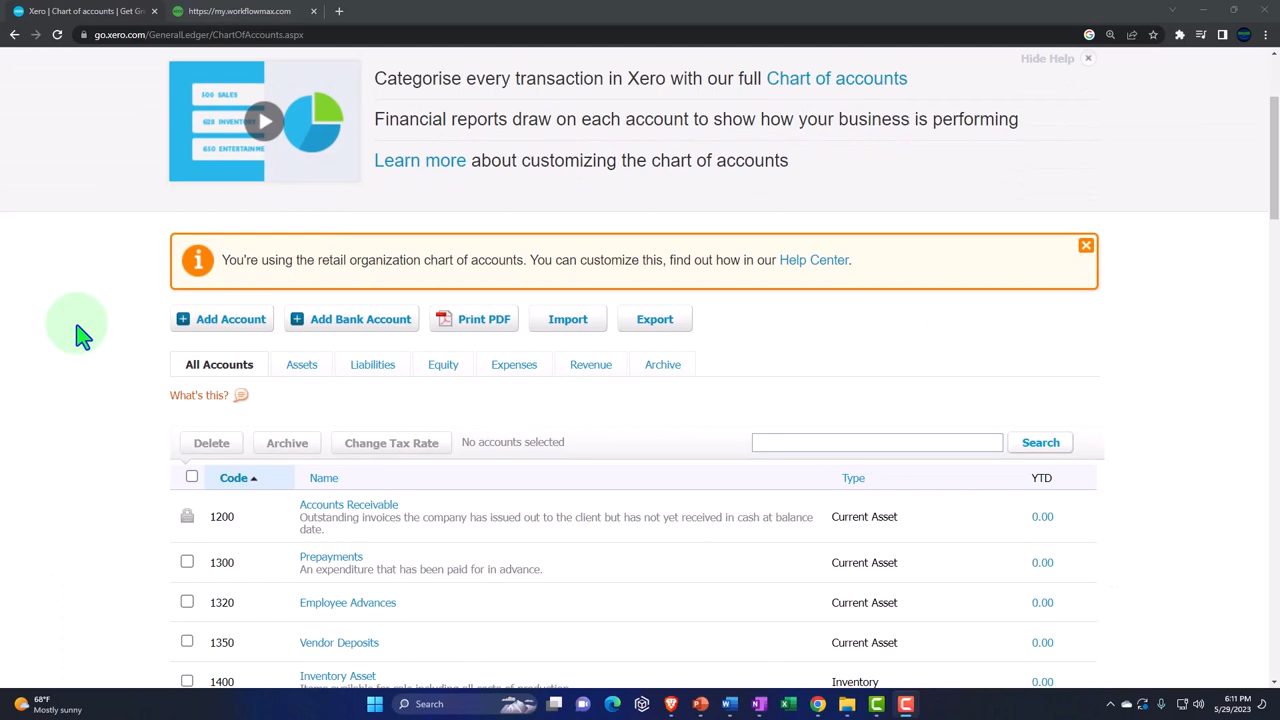 Xero | Chart of accounts | Get Gr
https://my.workflowmax.com
go.xero.com/GeneralLedger/ChartOfAccounts.aspx
Hide Help
500 SALES
Categorise every transaction in Xero with our full Chart of accounts
Financial reports draw on each account to show how your business is performing
650 ENTERTAINME
Learn more about customizing the chart of accounts
You're using the retail organization chart of accounts. You can customize this, find out how in our Help Center.
Add Account Add Bank Account Print PDF Import Export
All Accounts Assets Liabilities Equity Expenses Revenue Archive
What's this?
Delete Archive Change Tax Rate No accounts selected Search
Code Name Type YTD
Accounts Receivable
1200 Outstanding invoices the company has issued out to the client but has not yet received in cash at balance Current Asset 0.00
date.
Prepayments
1300 Current Asset 0.00
An expenditure that has been paid for in advance.
1320 Employee Advances Current Asset 0.00
1350 Vendor Deposits Current Asset 0.00
Inventory Asset
1400 Inventory 0.00
68°F
Mostly sunny
Search
6:11 PM
5/29/2023